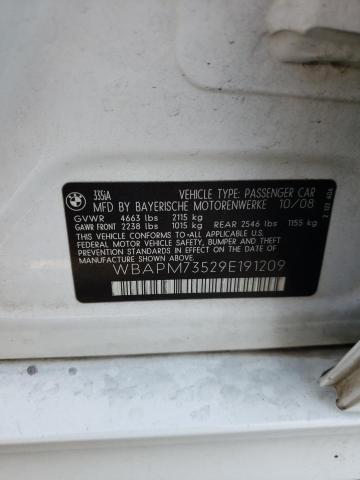 BMW
335iA
VEHICLE TYPE: PASSENGER CAR
MFD BY BAYERISCHE MOTORENWERKE 10/08
GVWR 4663 lbs 2115 kg
GAWR FRONT 2238 lbs 1015 kg REAR 2546 lbs 1155 kg
THIS VEHICLE CONFORMS TO ALL APPLICABLE U.S.
FEDERAL MOTOR VEHICLE SAFETY, BUMPER, AND THEFT
PREVENTION STANDARDS IN EFFECT ON THE DATE OF
MANUFACTURE SHOWN ABOVE.
WBAPM73529E191209